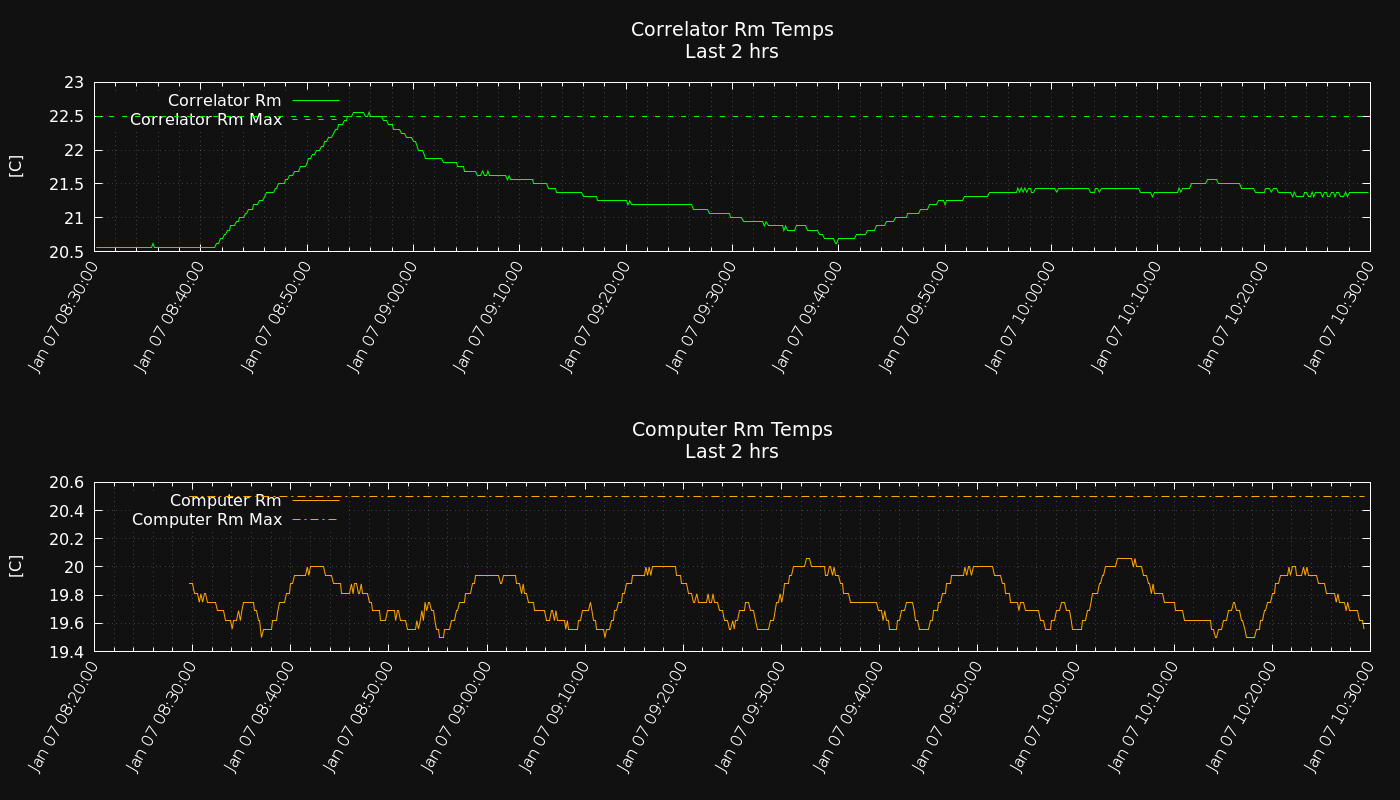 Correlator Rm Temps
Last 2 hrs
Correlator Rm
Correlator Rm Max
[C]
23
22.5
22
21.5
21
20.5
Jan 07 08:30:00
Jan 07 08:40:00
Jan 07 08:50:00
Jan 07 09:00:00
Jan 07 09:10:00
Jan 07 09:20:00
Jan 07 09:30:00
Jan 07 09:40:00
Jan 07 09:50:00
Jan 07 10:00:00
Jan 07 10:10:00
Jan 07 10:20:00
Jan 07 10:30:00
Computer Rm Temps
Last 2 hrs
Computer Rm
Computer Rm Max
[C]
20.6
20.4
20.2
20
19.8
19.6
19.4
Jan 07 08:20:00
Jan 07 08:30:00
Jan 07 08:40:00
Jan 07 08:50:00
Jan 07 09:00:00
Jan 07 09:10:00
Jan 07 09:20:00
Jan 07 09:30:00
Jan 07 09:40:00
Jan 07 09:50:00
Jan 07 10:00:00
Jan 07 10:10:00
Jan 07 10:20:00
Jan 07 10:30:00